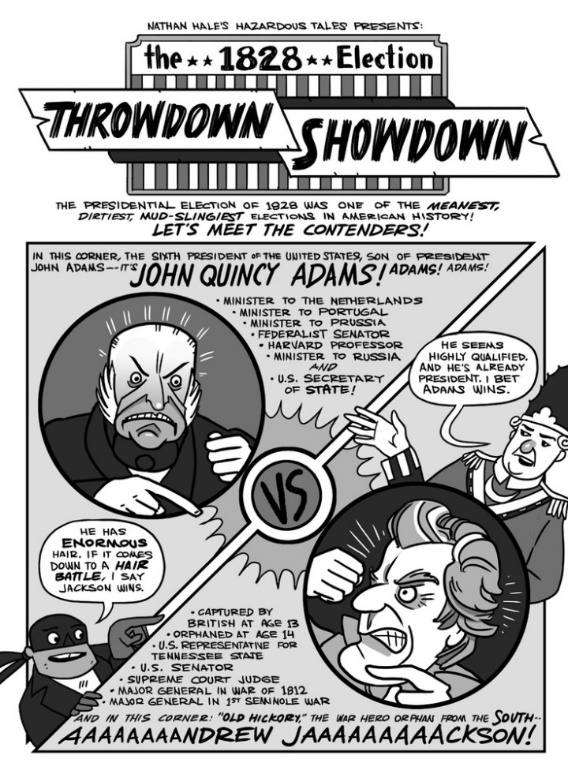 NATHAN HALE'S HAZARDOUS TALES PRESENTS:
the ★★ 1828 ★★ Election
THROWDOWN
SHOWDOWN
THE PRESIDENTIAL ELECTION OF 1828 WAS ONE OF THE MEANEST,
DIRTIEST, MUD-SLINGIEST ELECTIONS IN AMERICAN HISTORY!
LET'S MEET THE CONTENDERS!
IN THIS CORNER, THE SIXTH PRESIDENT OF THE UNITED STATES, SON OF PRESIDENT
JOHN ADAMS--IT'S JOHN QUINCY ADAMS! ADAMS! ADAMS!
• MINISTER TO THE NETHERLANDS
• MINISTER TO PORTUGAL
• MINISTER TO PRUSSIA
• FEDERALIST SENATOR
• HARVARD PROFESSOR
• MINISTER TO RUSSIA
AND
• U.S. SECRETARY
OF STATE!
HE SEEMS
HIGHLY QUALIFIED.
AND HE'S ALREADY
PRESIDENT. I BET
ADAMS WINS.
VS
HE HAS
ENORMOUS
HAIR. IF IT COMES
DOWN TO A HAIR
BATTLE, I SAY
JACKSON WINS.
• CAPTURED BY
BRITISH AT AGE 13
• ORPHANED AT AGE 14
• U.S. REPRESENTATIVE FOR
TENNESSEE STATE
• U.S. SENATOR
• SUPREME COURT JUDGE
• MAJOR GENERAL IN WAR OF 1812
• MAJOR GENERAL IN 1ST SEMINOLE WAR
AND IN THIS CORNER: "OLD HICKORY," THE WAR HERO ORPHAN FROM THE SOUTH--
AAAAAAAANDREW JAAAAAAAAACKSON!